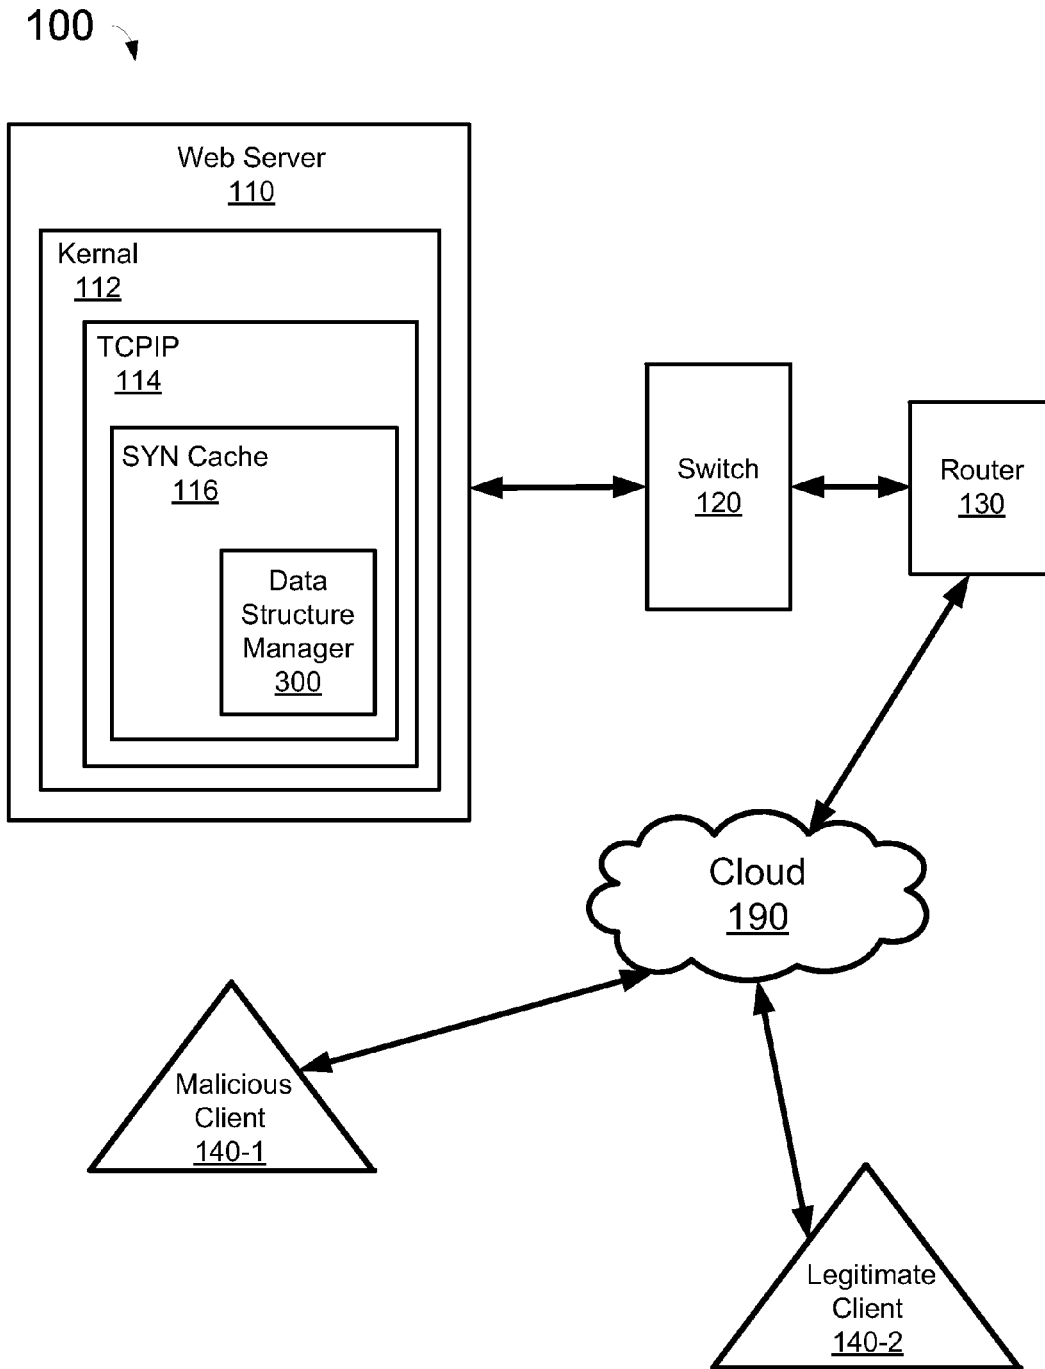 100
Web Server
110
Kernal
112
TCPIP
114
SYN Cache
116
Data
Structure
Manager
300
Switch
120
Router
130
Cloud
190
Malicious
Client
140-1
Legitimate
Client
140-2